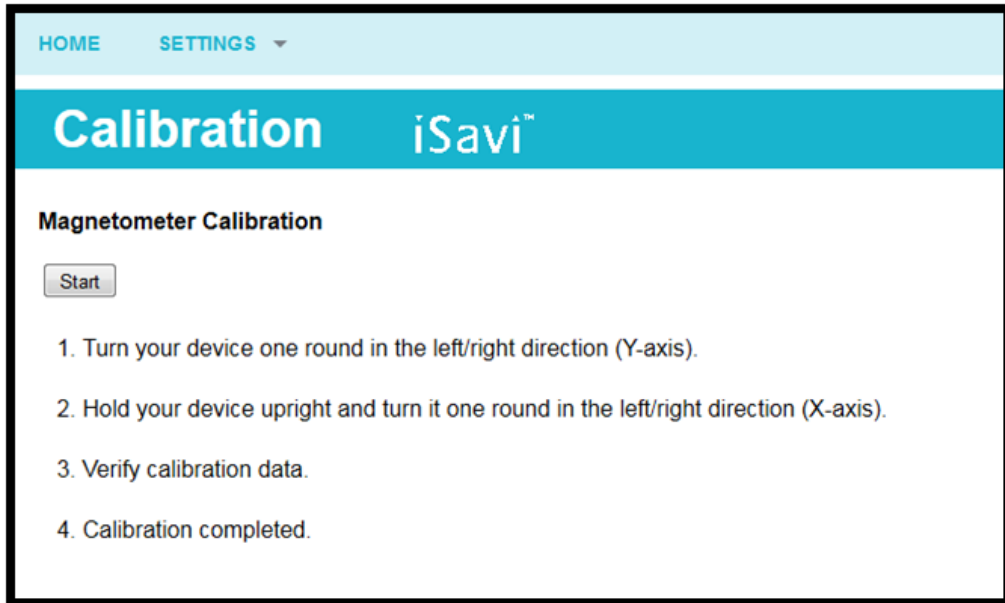 HOME SETTINGS
Calibration iSavi™
Magnetometer Calibration
Start
1. Turn your device one round in the left/right direction (Y-axis).
2. Hold your device upright and turn it one round in the left/right direction (X-axis).
3. Verify calibration data.
4. Calibration completed.